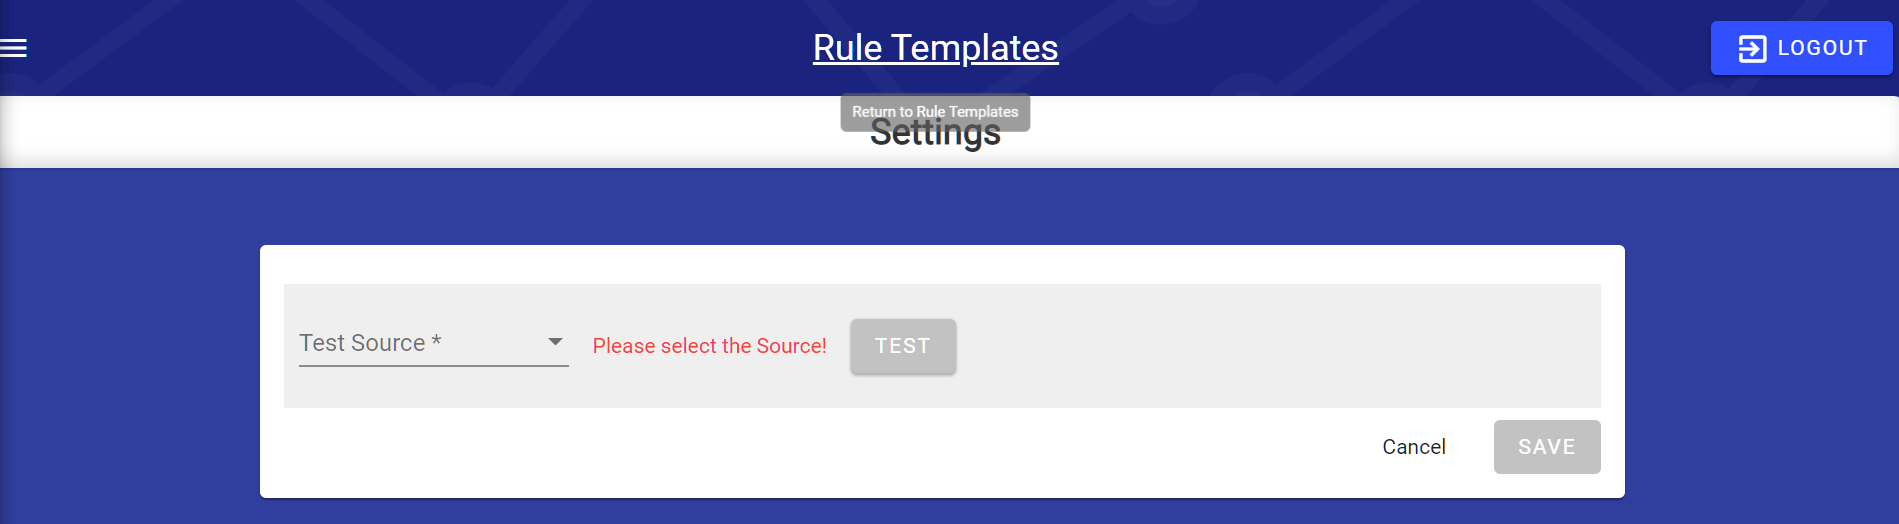 Rule Templates
LOGOUT
Return to Rule Templates
Settings
Test Source *
Please select the Source!
TEST
Cancel
SAVE